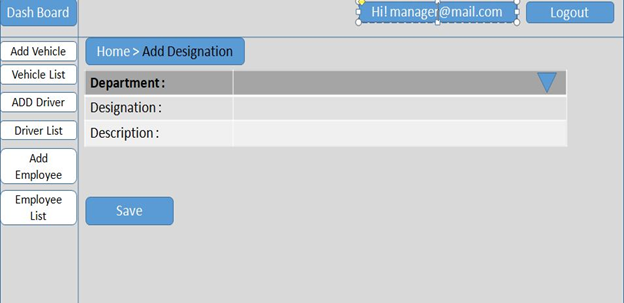 Dash Board
Hi! manager@mail.com
Logout
Add Vehicle
Vehicle List
ADD Driver
Driver List
Add
Employee
Employee
List
Home > Add Designation
Department :
Designation :
Description :
Save